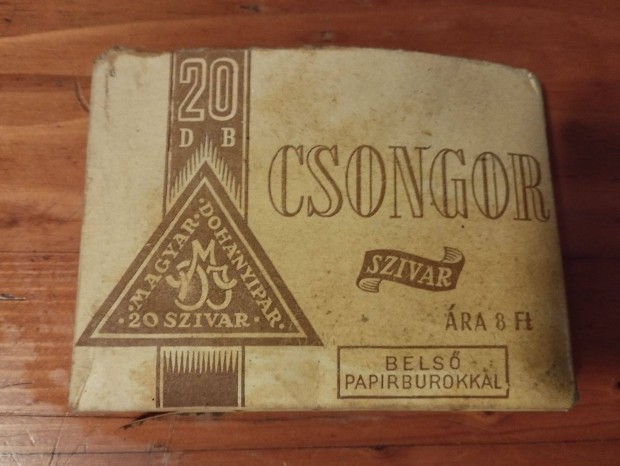 20
DB
CSONGOR
MAGYAR·DOHÁNYIPAR·
·20 SZIVAR·
SZIVAR
ÁRA 8 Ft
BELSŐ
PAPIRBUROKKAL